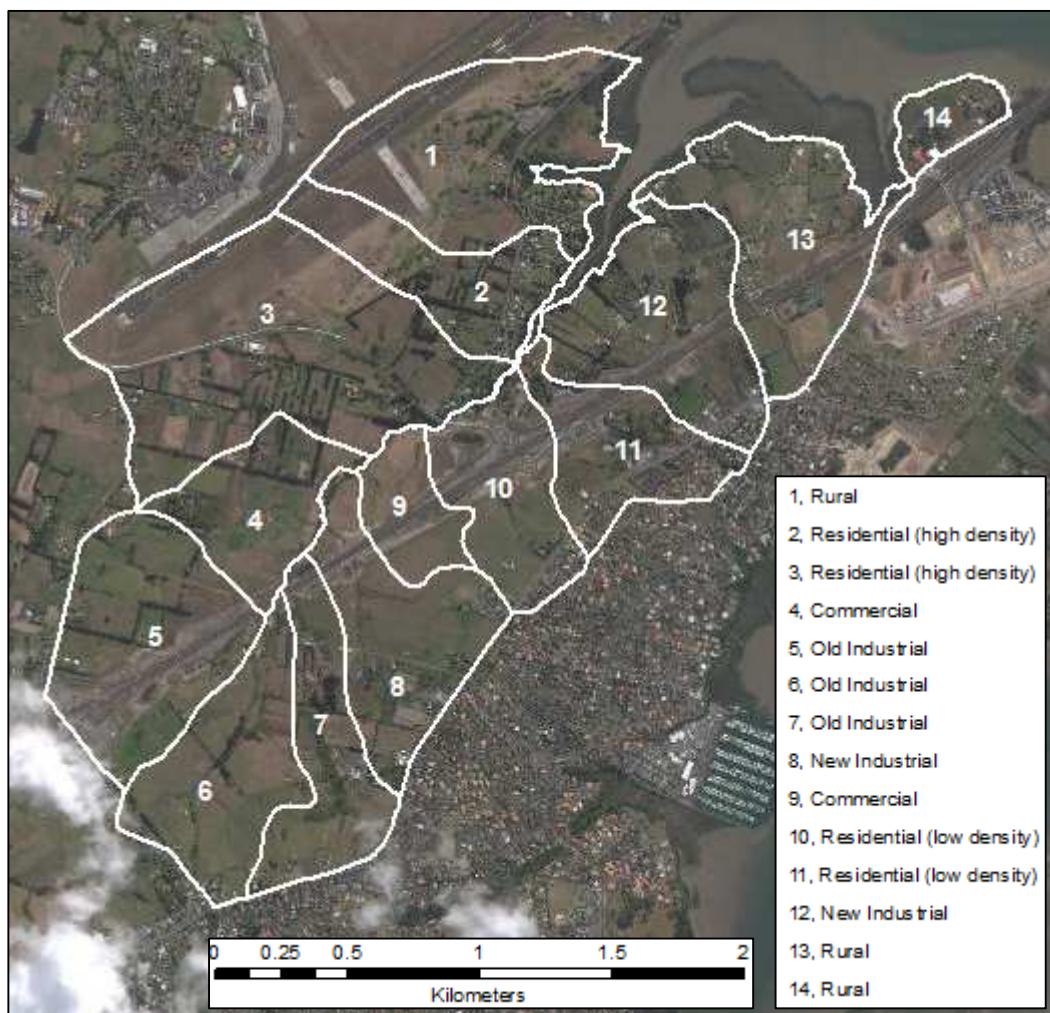 1
14
13
2
12
3
11
10
9
4
5
8
7
6
1, Rural
2, Residential (high density)
3, Residential (high density)
4, Commercial
5, Old Industrial
6, Old Industrial
7, Old Industrial
8, New Industrial
9, Commercial
10, Residential (low density)
11, Residential (low density)
12, New Industrial
13, Rural
14, Rural
0 0.25 0.5 1 1.5 2
Kilometers